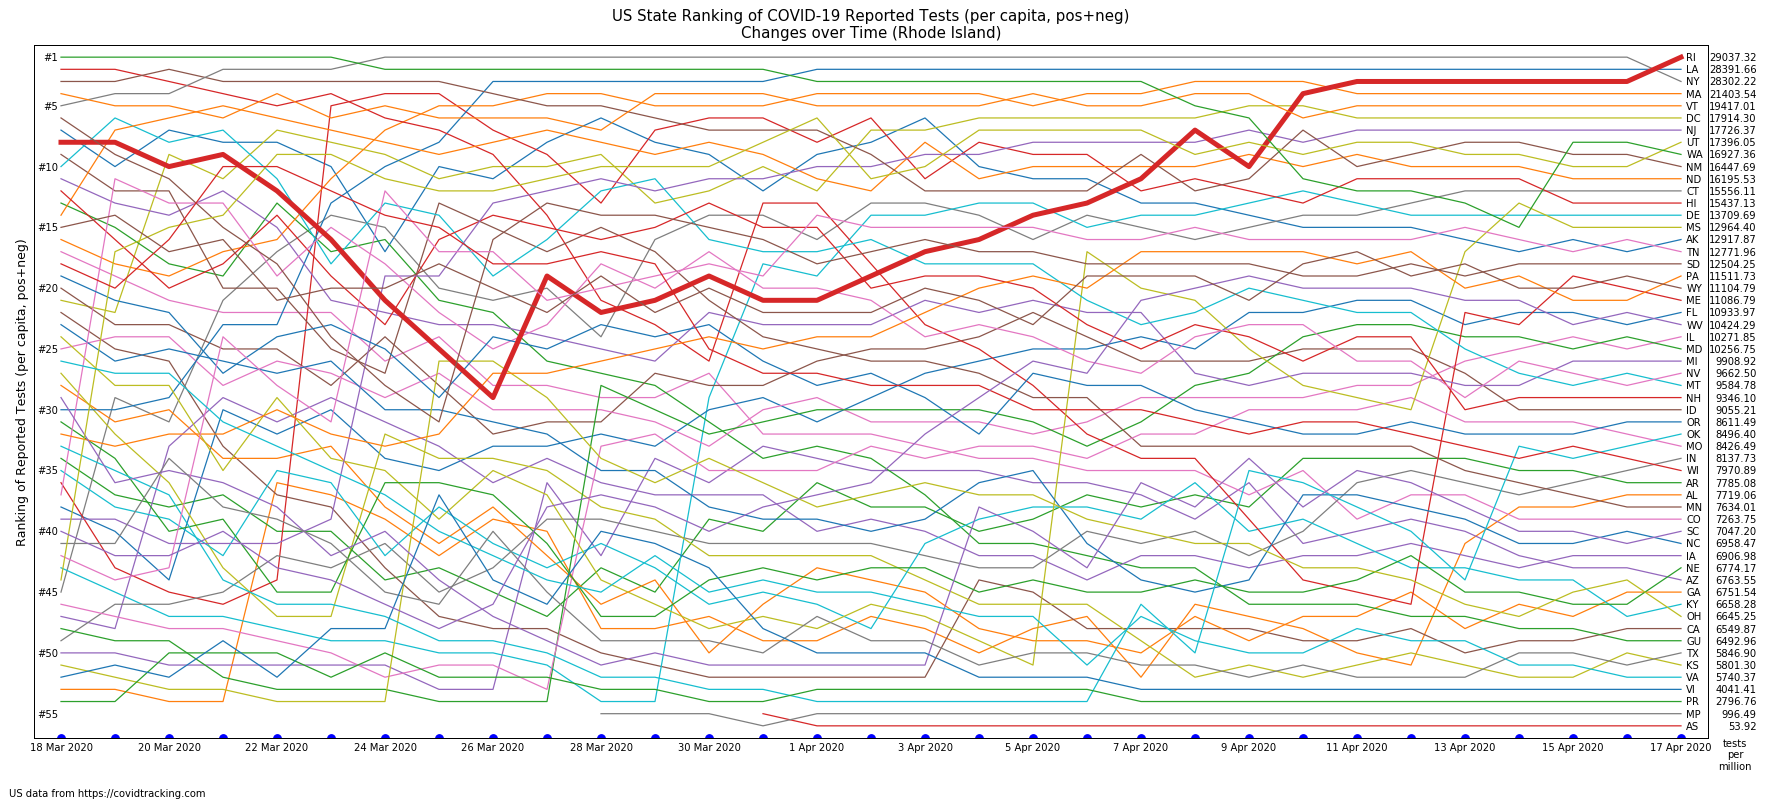 US State Ranking of COVID-19 Reported Tests (per capita, pos+neg)
Changes over Time (Rhode Island)
Ranking of Reported Tests (per capita, pos+neg)
#1
#5
#10
#15
#20
#25
#30
#35
#40
#45
#50
#55
RI 29037.32
LA 28391.66
NY 28302.22
MA 21403.54
VT 19417.01
DC 17914.30
NJ 17726.37
UT 17396.05
WA 16927.36
NM 16447.69
ND 16195.53
CT 15556.11
HI 15437.13
DE 13709.69
MS 12964.40
AK 12917.87
TN 12771.96
SD 12504.25
PA 11511.73
WY 11104.79
ME 11086.79
FL 10933.97
WV 10424.29
IL 10271.85
MD 10256.75
MI 9908.92
NV 9662.50
MT 9584.78
NH 9346.10
ID 9055.21
OR 8611.49
OK 8496.40
MO 8426.49
IN 8137.73
WI 7970.89
AR 7785.08
AL 7719.06
MN 7634.01
CO 7263.75
SC 7047.20
NC 6958.47
IA 6906.98
NE 6774.17
AZ 6763.55
GA 6751.54
KY 6658.28
OH 6645.25
CA 6549.87
GU 6492.96
TX 5846.90
KS 5801.30
VA 5740.37
VI 4041.41
PR 2796.76
MP 996.49
AS 53.92
18 Mar 2020 20 Mar 2020 22 Mar 2020 24 Mar 2020 26 Mar 2020 28 Mar 2020 30 Mar 2020 1 Apr 2020 3 Apr 2020 5 Apr 2020 7 Apr 2020 9 Apr 2020 11 Apr 2020 13 Apr 2020 15 Apr 2020 17 Apr 2020
tests
per
million
US data from https://covidtracking.com